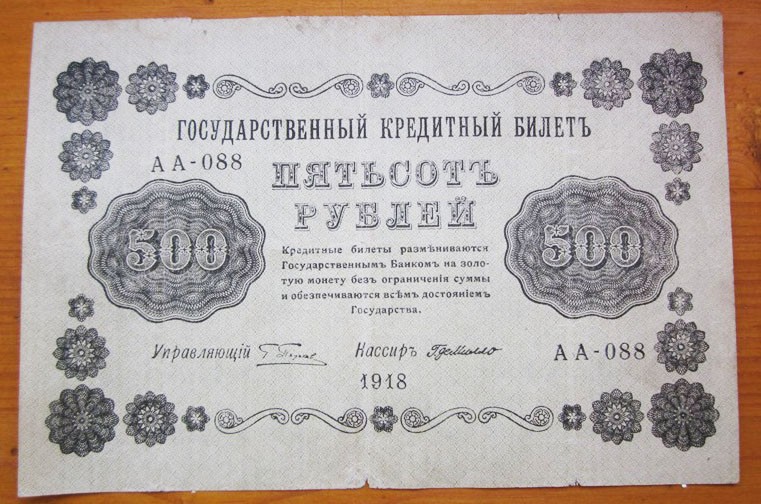 ГОСУДАРСТВЕННЫЙ КРЕДИТНЫЙ БИЛЕТЪ
АА-088
ПЯТЬСОТЪ
РУБЛЕЙ
500
500
Кредитные билеты размѣниваются
Государственнымъ Банкомъ на золо-
тую монету безъ ограниченія суммы
и обезпечиваются всѣмъ достояніемъ
Государства.
Управляющій
Кассиръ
АА-088
1918